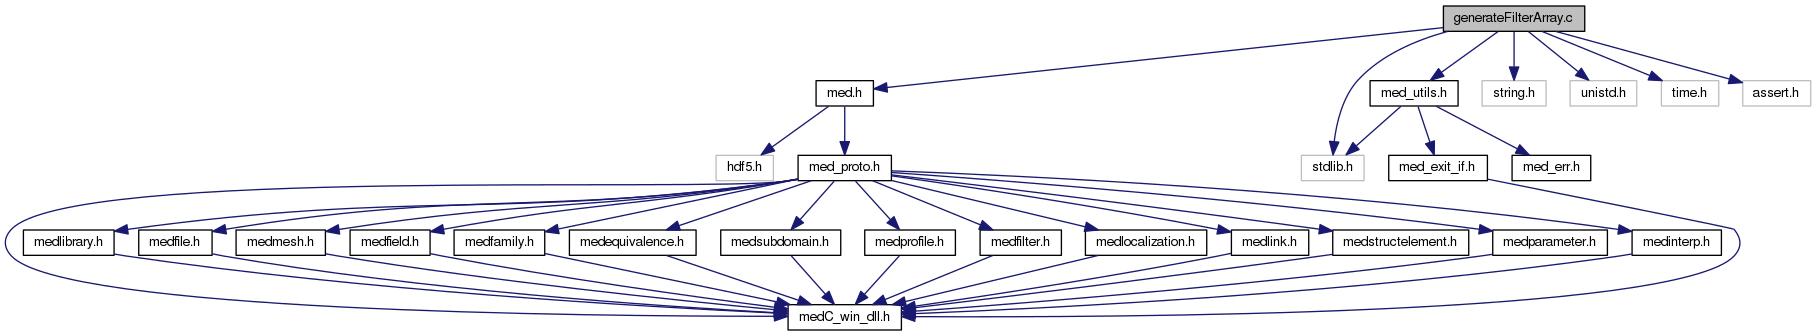 generateFilterArray.c
med.h
med_utils.h
string.h
unistd.h
time.h
assert.h
hdf5.h
med_proto.h
stdlib.h
med_exit_if.h
med_err.h
medlibrary.h
medfile.h
medmesh.h
medfield.h
medfamily.h
medequivalence.h
medsubdomain.h
medprofile.h
medfilter.h
medlocalization.h
medlink.h
medstructelement.h
medparameter.h
medinterp.h
medC_win_dll.h